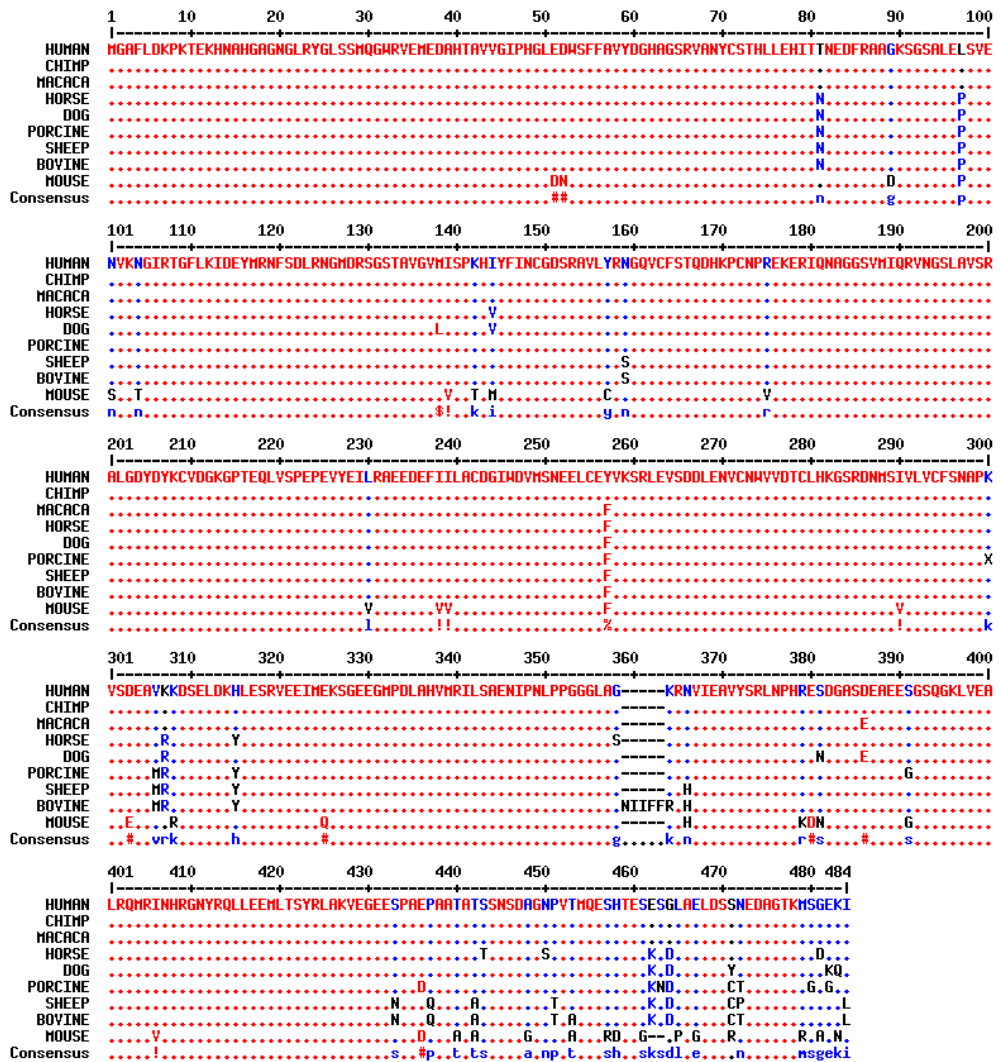 1 10 20 30 40 50 60 70 80 90 100
HUMAN MGAFLDKPKTEKHNAHGAGNGLRYGLSSMQGWRVEMEDAHTAVVGIPHGLEDWSFFAVYDGHAGSRVANYCSTHLLEHITTNEDFRAAGKSGSALELSVE
CHIMP ....................................................................................................
MACACA ....................................................................................................
HORSE ................................................................................N...............P...
DOG ................................................................................N...............P...
PORCINE ................................................................................N...............P...
SHEEP ................................................................................N...............P...
BOVINE ................................................................................N...............P...
MOUSE ..................................................DN....................................D.......P...
Consensus ..................................................##............................n.......g.......p...
101 110 120 130 140 150 160 170 180 190 200
HUMAN NVKNGIRTGFLKIDEYMRNFSDLRNGMDRSGSTAVGVMISPKHIYFINCGDSRAVLYRNGQVCFSTQDHKPCNPREKERIQNAGGSVMIQRVNGSLAVSR
CHIMP ....................................................................................................
MACACA ....................................................................................................
HORSE ...........................................V........................................................
DOG .....................................L.....V........................................................
PORCINE ....................................................................................................
SHEEP ..........................................................S.........................................
BOVINE ..........................................................S.........................................
MOUSE S..T..................................V..T.M............C.................V.........................
Consensus n..n.................................$!..k.i............y.n...............r.........................
201 210 220 230 240 250 260 270 280 290 300
HUMAN ALGDYDYKCVDGKGPTEQLVSPEPEVYEILRAEEDEFIILACDGIWDVMSNEELCEYVKSRLEVSDDLENVCNWVVDTCLHKGSRDNMSIVLVCFSNAPK
CHIMP ....................................................................................................
MACACA ........................................................F...........................................
HORSE ........................................................F...........................................
DOG ........................................................F...........................................
PORCINE ........................................................F..........................................X
SHEEP ........................................................F...........................................
BOVINE ........................................................F...........................................
MOUSE .............................V.......VV.................F................................V..........
Consensus .............................l.......!!.................%................................!.........k
301 310 320 330 340 350 360 370 380 390 400
HUMAN VSDEAVKKDSELDKHLESRVEEIMEKSGEEGMPDLAHVMRILSAENIPNLPPGGGLAG-----KRNVIEAVYSRLNPHRESDGASDEAEESGSQGKLVEA
CHIMP ..........................................................-----.....................................
MACACA ..........................................................-----......................E..............
HORSE ......R.......Y..........................................S-----.....................................
DOG ......R...................................................-----.................N....E..............
PORCINE .....MR.......Y..........................................-----...........................G.........
SHEEP .....MR.......Y..........................................-----..H..................................
BOVINE .....MR.......Y..........................................NIIFFR.H..................................
MOUSE ..E....R................Q.................................-----..H............KDN.........G.........
Consensus ..#..vrk......h.........#................................g.....k.n............r#s....#....s.........
401 410 420 430 440 450 460 470 480 484
HUMAN LRQMRINHRGNYRQLLEEMLTSYRLAKVEGEESPAEPAATATSSNSDAGNPVTMQESHTESESGLAELDSSNEDAGTKMSGEKI
CHIMP ....................................................................................
MACACA ....................................................................................
HORSE ..........................................T......S...........K.D................D...
DOG .............................................................K.D......Y..........KQ.
PORCINE ...................................D.........................KND......CT.......G.G..
SHEEP ................................N...Q....A........T..........K.D......CP...........L
BOVINE ................................N...Q....A........T.A........K.D......CT...........L
MOUSE .....V.............................D...A.A.....G....A...RD..G--.P.G...R.......R.A.N.
Consensus .....!..........................s..#p..t.ts....a.np.t...sh..sksdl.e....n......msgeki